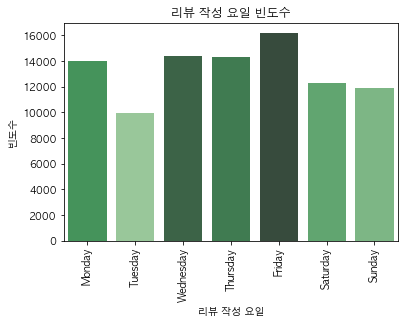 리뷰 작성 요일 빈도수
16000
14000
12000
10000
8000
6000
4000
2000
0
빈도수
Monday
Tuesday
Wednesday
Thursday
Friday
Saturday
Sunday
리뷰 작성 요일